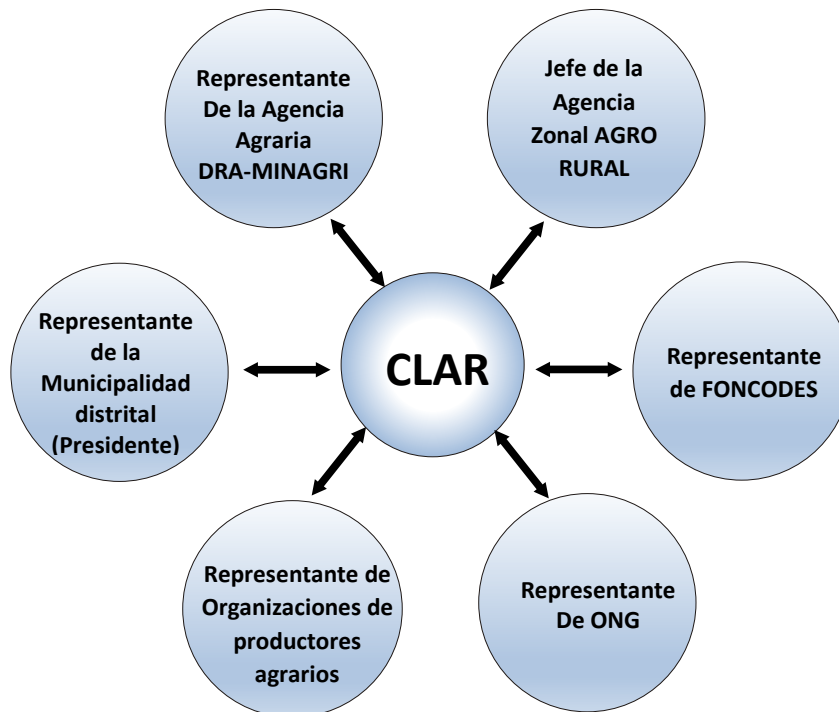 Representante
De la Agencia
Agraria
DRA-MINAGRI
Jefe de la
Agencia
Zonal AGRO
RURAL
Representante
de la
Municipalidad
distrital
(Presidente)
CLAR
Representante
de FONCODES
Representante de
Organizaciones de
productores
agrarios
Representante
De ONG